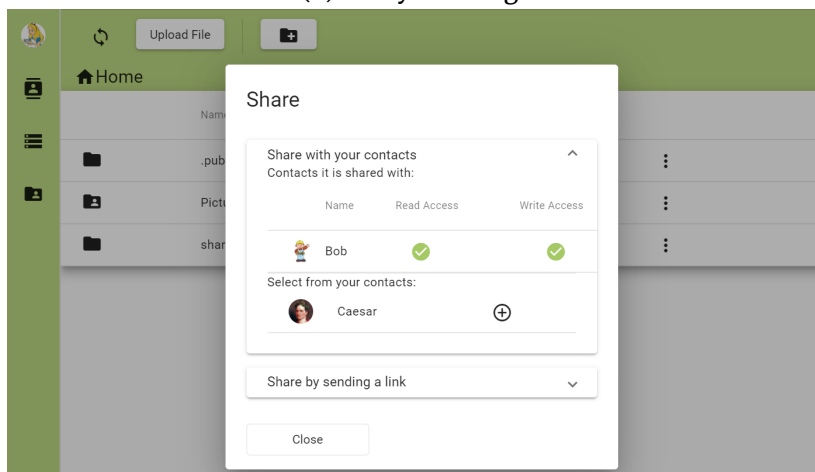 Upload File
Home
Share
Nam
Share with your contacts
Contacts it is shared with:
.pub
Name Read Access Write Access
Pictu
Bob
shar
Select from your contacts:
Caesar
Share by sending a link
Close